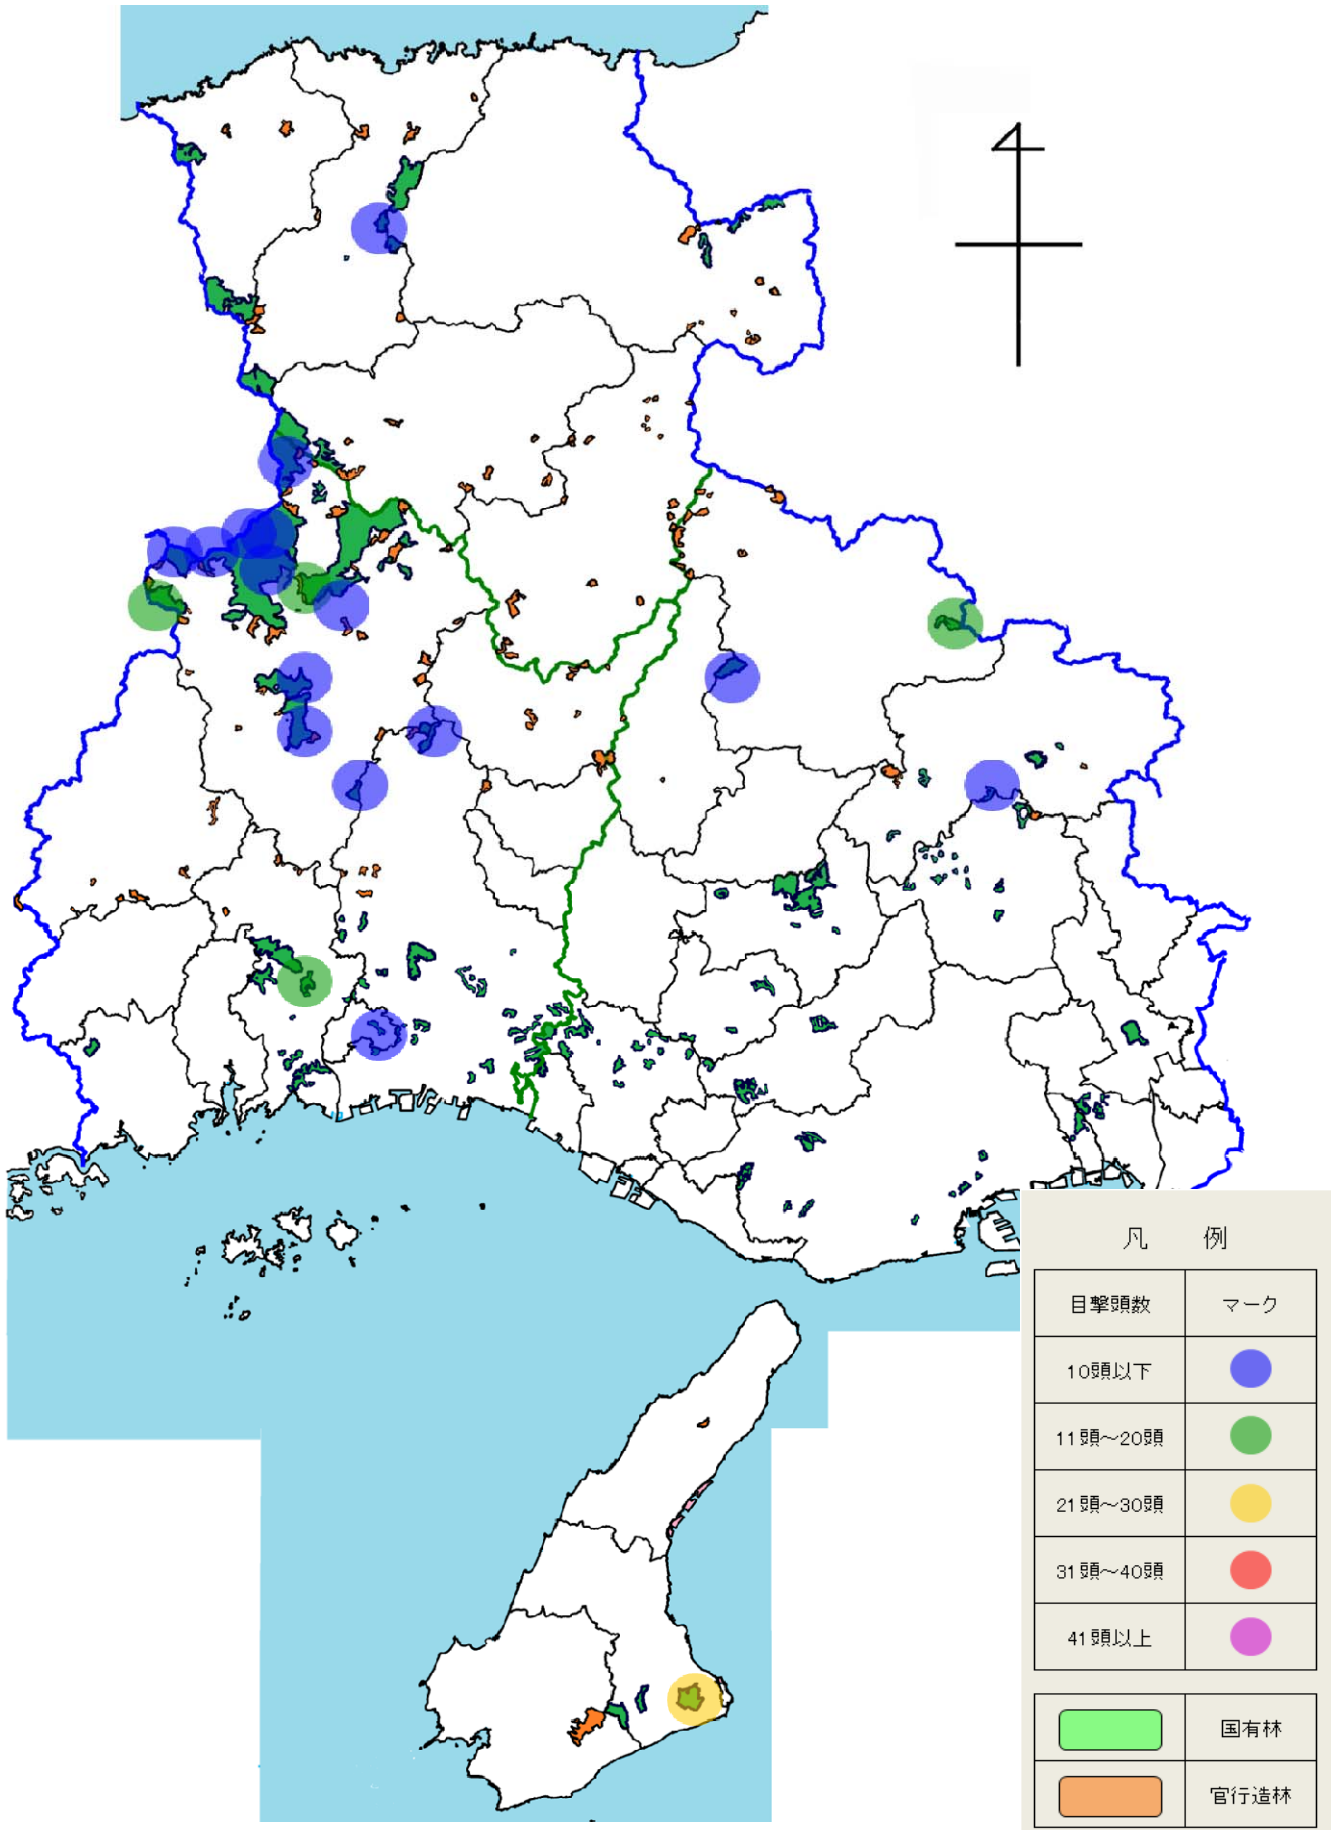 凡 例
目撃頭数 マーク
10頭以下
11頭～20頭
21頭～30頭
31頭～40頭
41頭以上
国有林
官行造林